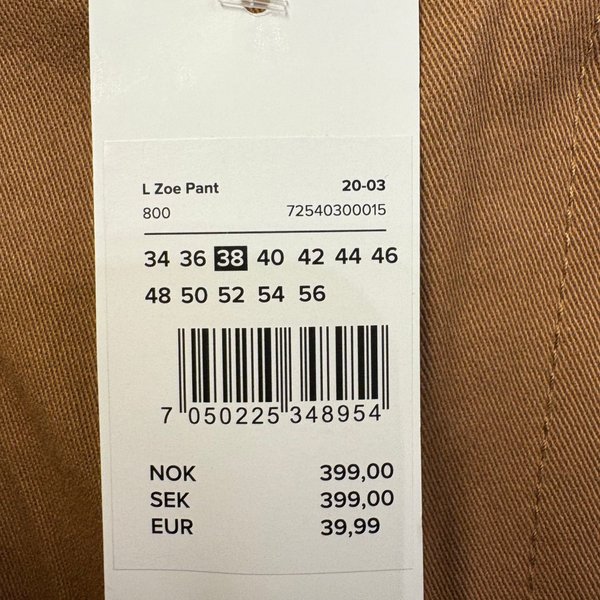 L Zoe Pant 20-03
800 72540300015
34 36 38 40 42 44 46
48 50 52 54 56
7 050225 348954
NOK 399,00
SEK 399,00
EUR 39,99